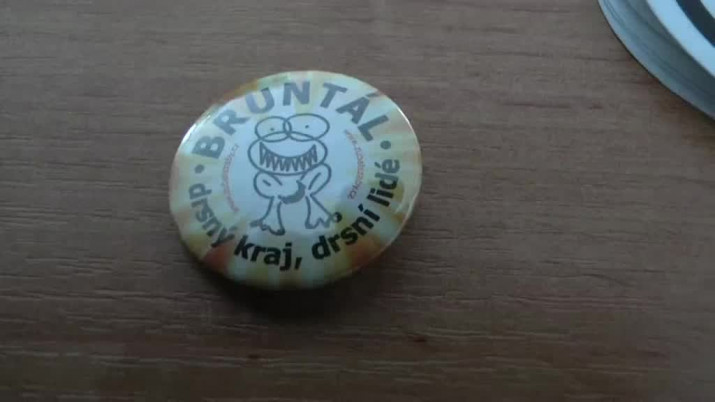 • BRUNTÁL •
drsný kraj, drsní lidé